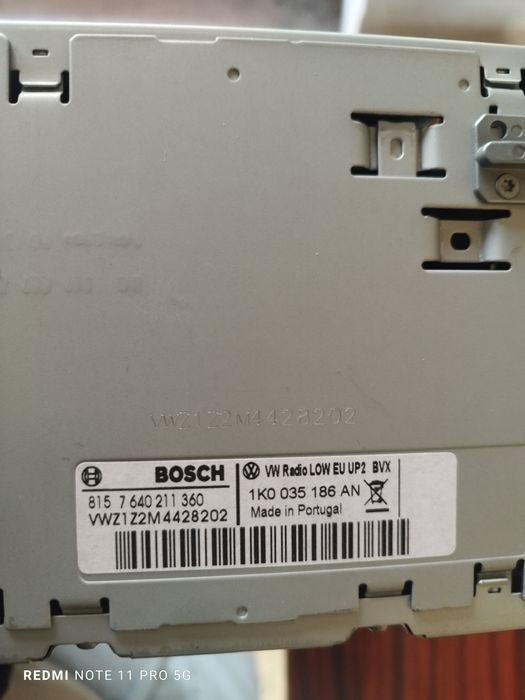 VWZ1Z2M4428202
BOSCH
815 7 640 211 360
VWZ1Z2M4428202
VW Radio LOW EU UP2 BVX
1K0 035 186 AN
Made in Portugal
REDMI NOTE 11 PRO 5G